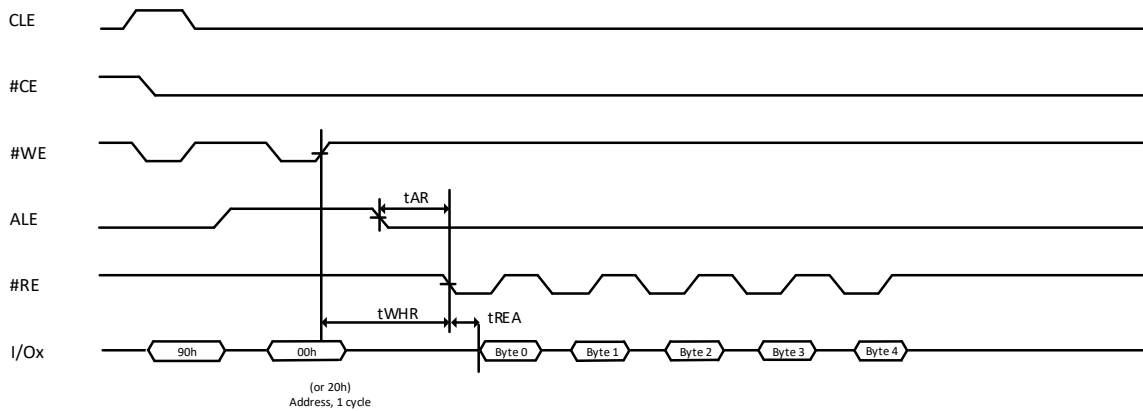 CLE
#CE
#WE
ALE
tAR
#RE
tWHR
tREA
I/Ox
90h
00h
Byte 0
Byte 1
Byte 2
Byte 3
Byte 4
(or 20h)
Address, 1 cycle